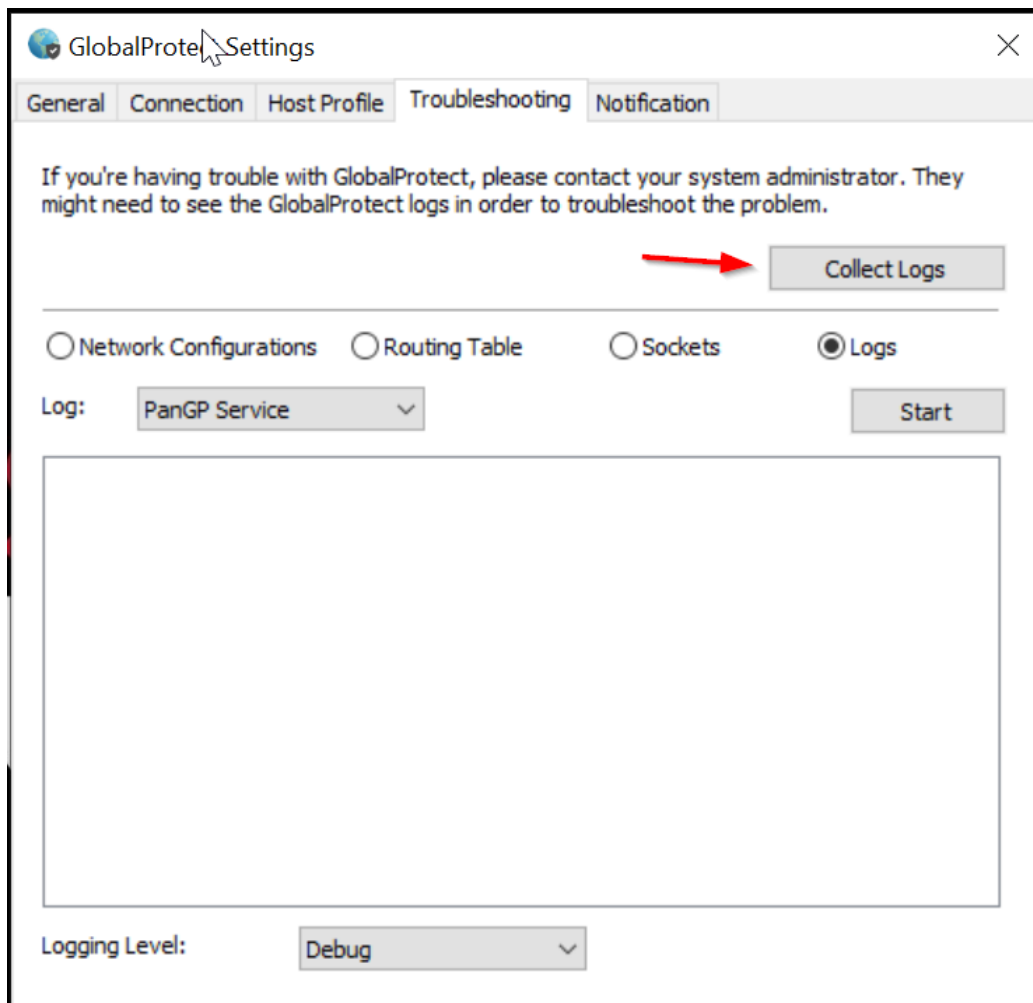 GlobalProtect Settings
General Connection Host Profile Troubleshooting Notification
If you're having trouble with GlobalProtect, please contact your system administrator. They
might need to see the GlobalProtect logs in order to troubleshoot the problem.
Collect Logs
Network Configurations Routing Table Sockets Logs
Log: PanGP Service Start
Logging Level: Debug